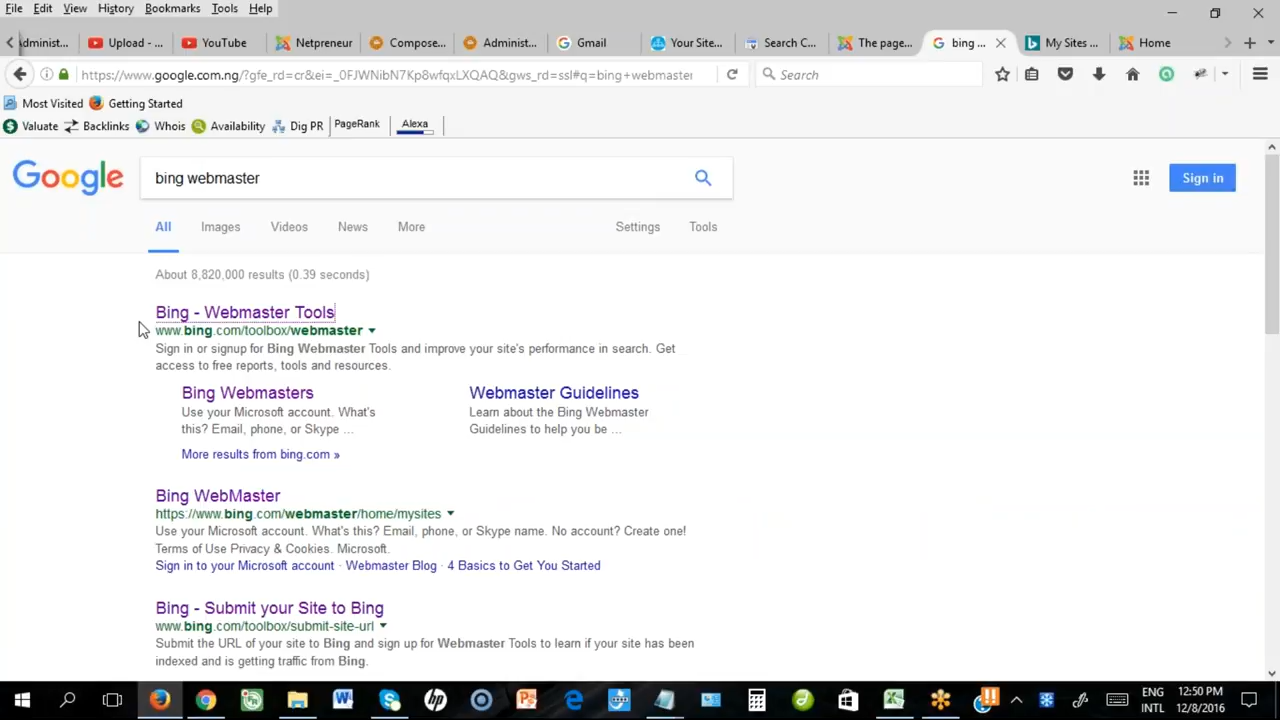 File Edit View History Bookmarks Tools Help
Administ... Upload - ... YouTube Netpreneur Compose... Administ... Gmail Your Site... Search C... The page... bing ... My Sites ... Home
https://www.google.com.ng/?gfe_rd=cr&ei=_0FJWNibN7Kp8wfqxLXQAQ&gws_rd=ssl#q=bing+webmaster Search
Most Visited Getting Started
Valuate Backlinks Whois Availability Dig PR PageRank Alexa
Google bing webmaster Sign in
All Images Videos News More Settings Tools
About 8,820,000 results (0.39 seconds)
Bing - Webmaster Tools
www.bing.com/toolbox/webmaster
Sign in or signup for Bing Webmaster Tools and improve your site's performance in search. Get
access to free reports, tools and resources.
Bing Webmasters Webmaster Guidelines
Use your Microsoft account. What's Learn about the Bing Webmaster
this? Email, phone, or Skype ... Guidelines to help you be ...
More results from bing.com »
Bing WebMaster
https://www.bing.com/webmaster/home/mysites
Use your Microsoft account. What's this? Email, phone, or Skype name. No account? Create one!
Terms of Use Privacy & Cookies. Microsoft.
Sign in to your Microsoft account · Webmaster Blog · 4 Basics to Get You Started
Bing - Submit your Site to Bing
www.bing.com/toolbox/submit-site-url
Submit the URL of your site to Bing and sign up for Webmaster Tools to learn if your site has been
indexed and is getting traffic from Bing.
ENG 12:50 PM
INTL 12/8/2016